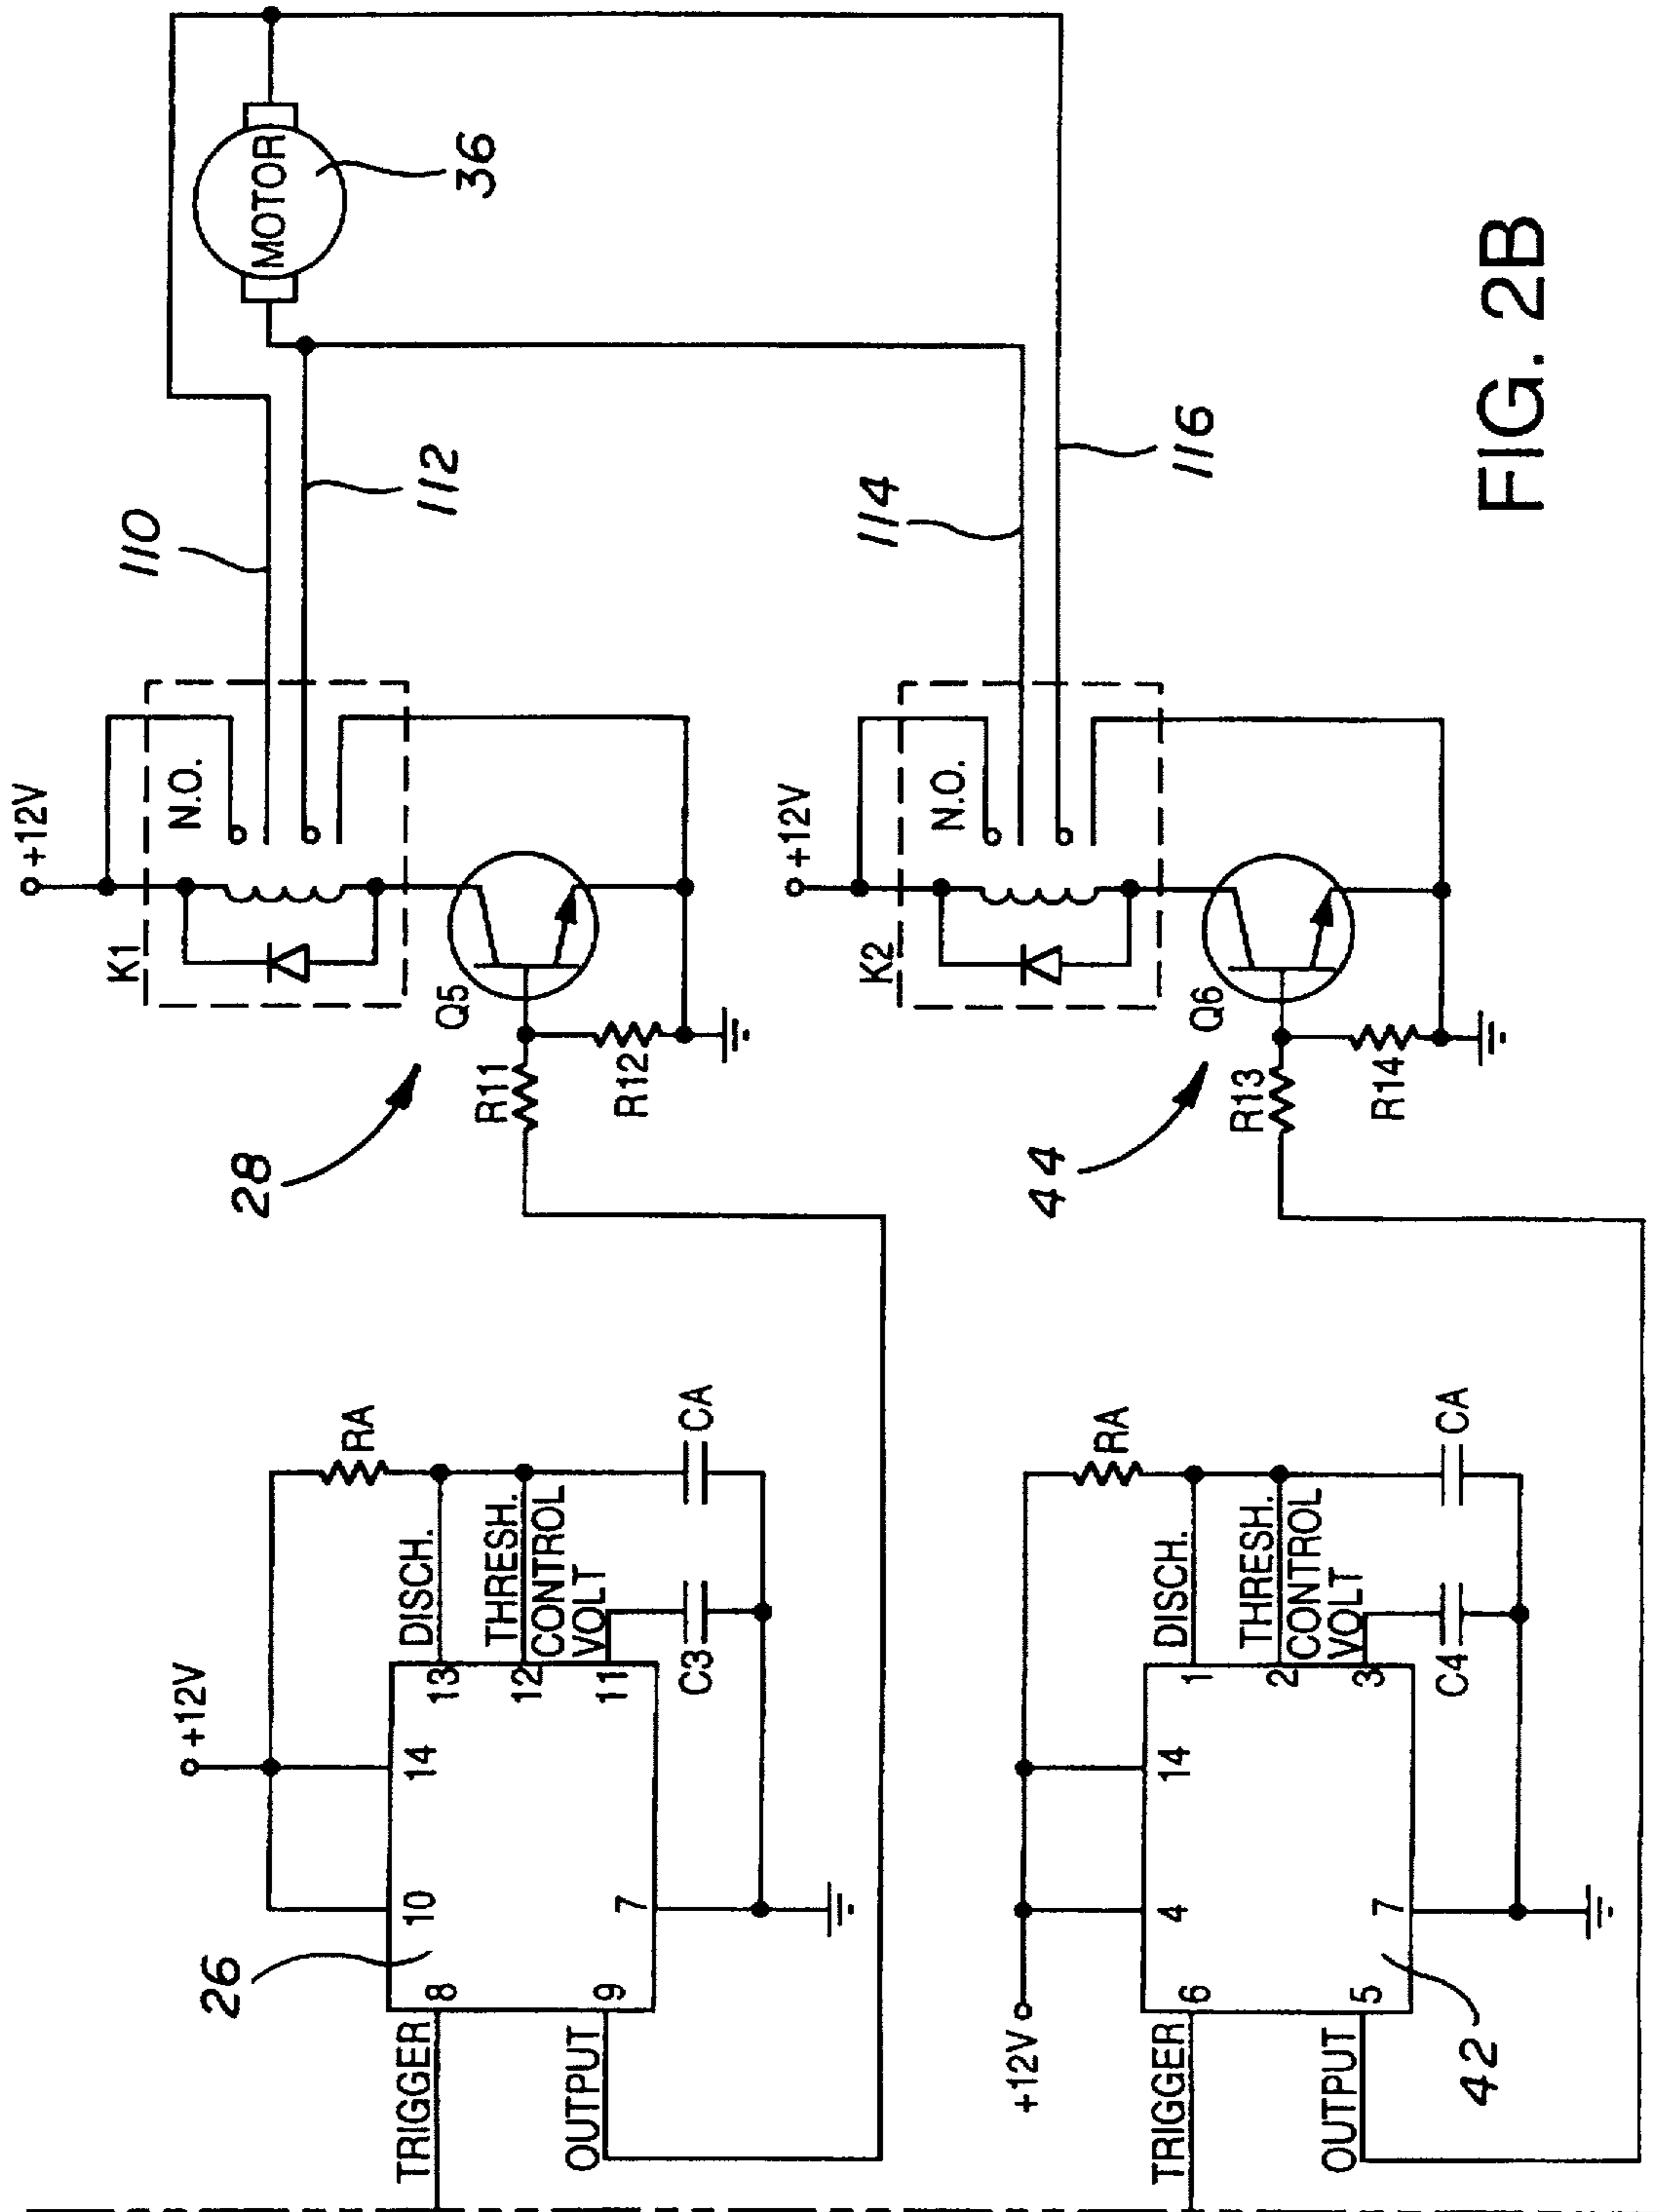 +12V
K1
N.O.
110
112
MOTOR
36
28
Q5
R11
R12
26
+12V
RA
10
14
TRIGGER
8
13
DISCH.
12
THRESH.
CONTROL
VOLT
11
OUTPUT
9
7
C3
CA
+12V
K2
N.O.
114
116
44
Q6
R13
R14
+12V
RA
4
14
TRIGGER
6
1
DISCH.
2
THRESH.
CONTROL
VOLT
3
OUTPUT
5
7
C4
CA
42
FIG. 2B